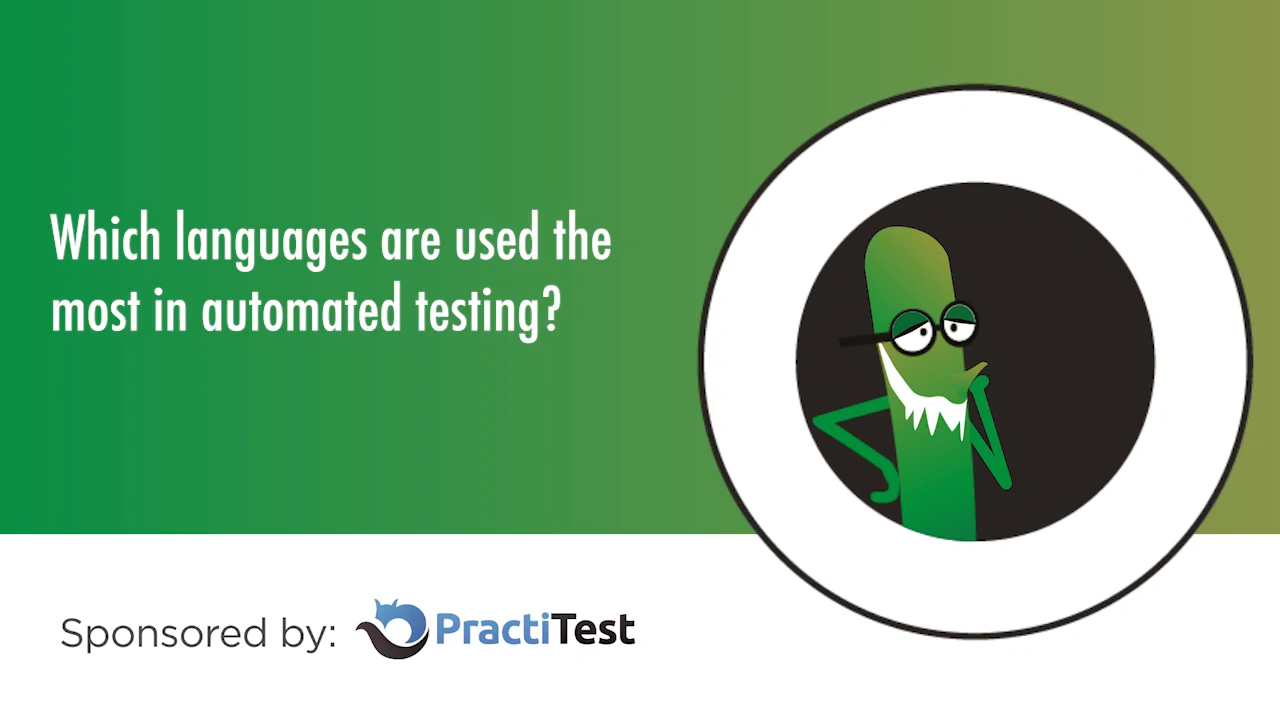 Which languages are used the
most in automated testing?
Sponsored by: PractiTest